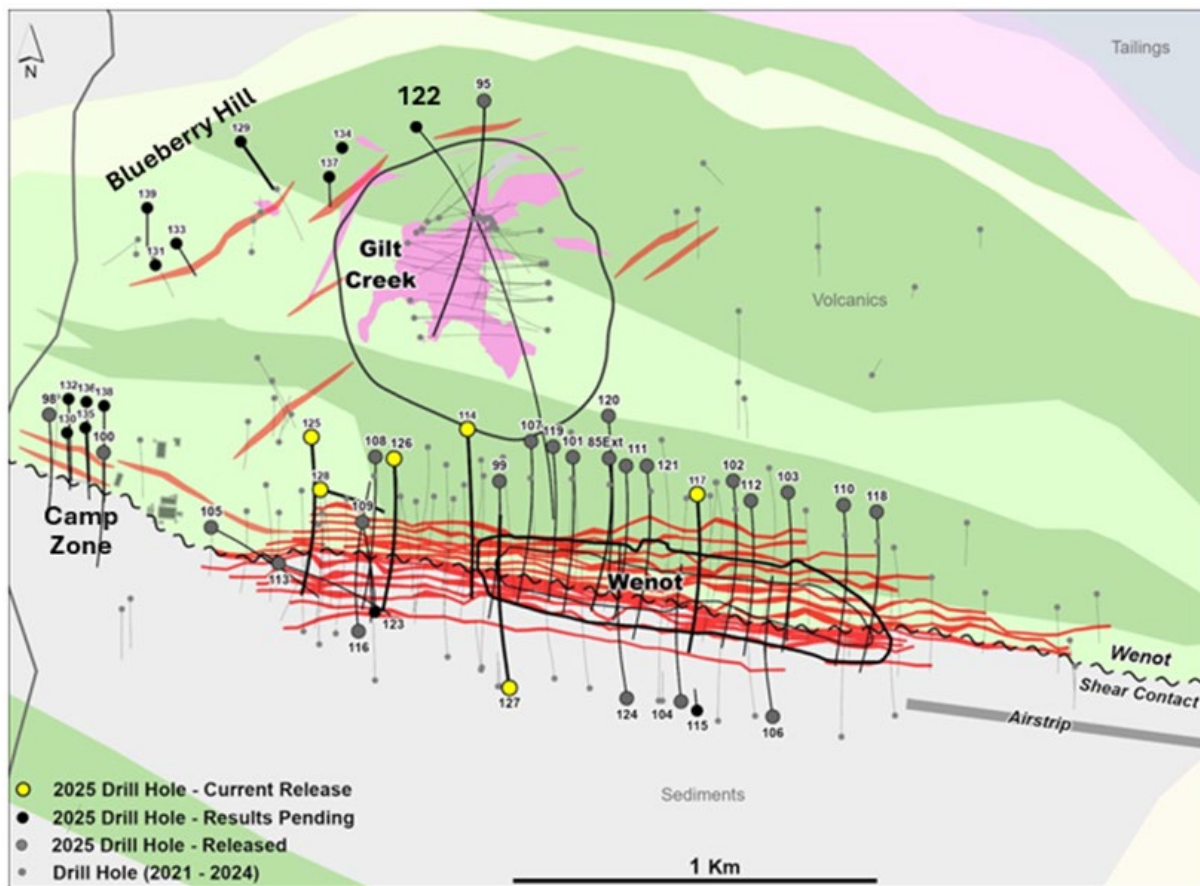 Tailings
N
Blueberry Hill
122
95
129
134
137
139
133
131
Gilt
Creek
Volcanics
132
136
138
98
130
135
100
125
108
126
114
107
119
101
120
85Ext
111
121
99
117
102
112
103
110
118
128
109
105
113
Camp
Zone
Wenot
123
116
127
124
104
115
106
Wenot
Shear Contact
Airstrip
Sediments
2025 Drill Hole - Current Release
2025 Drill Hole - Results Pending
2025 Drill Hole - Released
Drill Hole (2021 - 2024)
1 Km